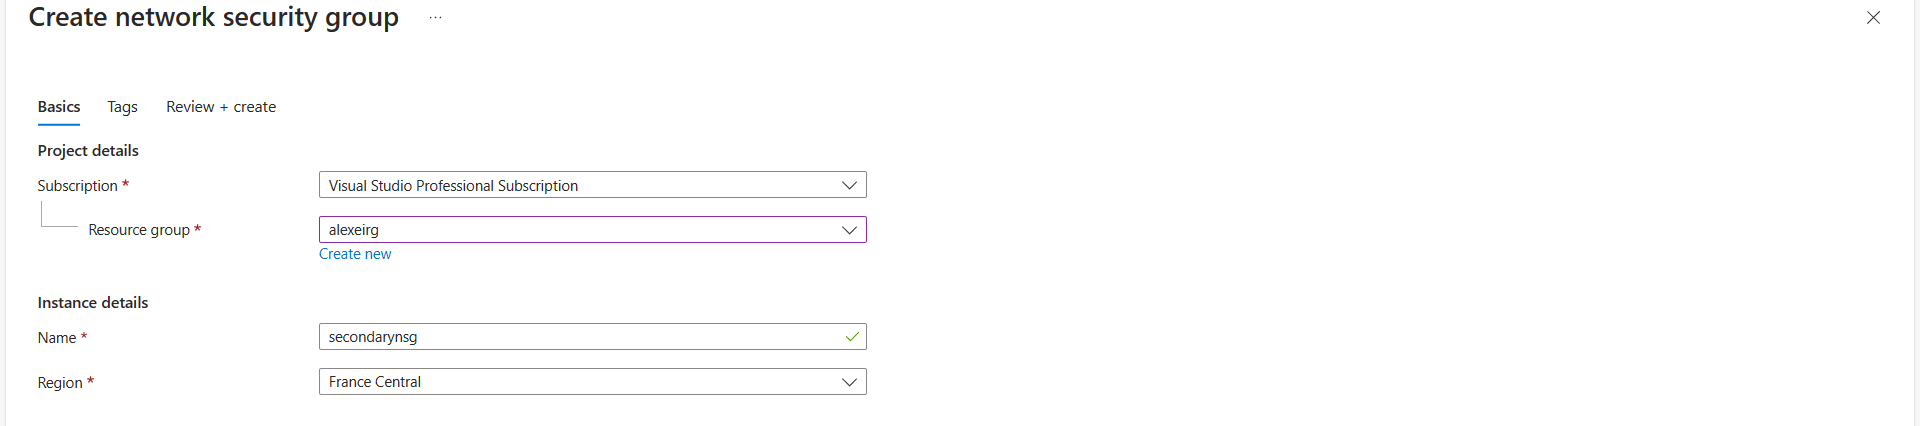 Create network security group ...
Basics Tags Review + create
Project details
Subscription * Visual Studio Professional Subscription
Resource group * alexeirg
Create new
Instance details
Name * secondarynsg
Region * France Central